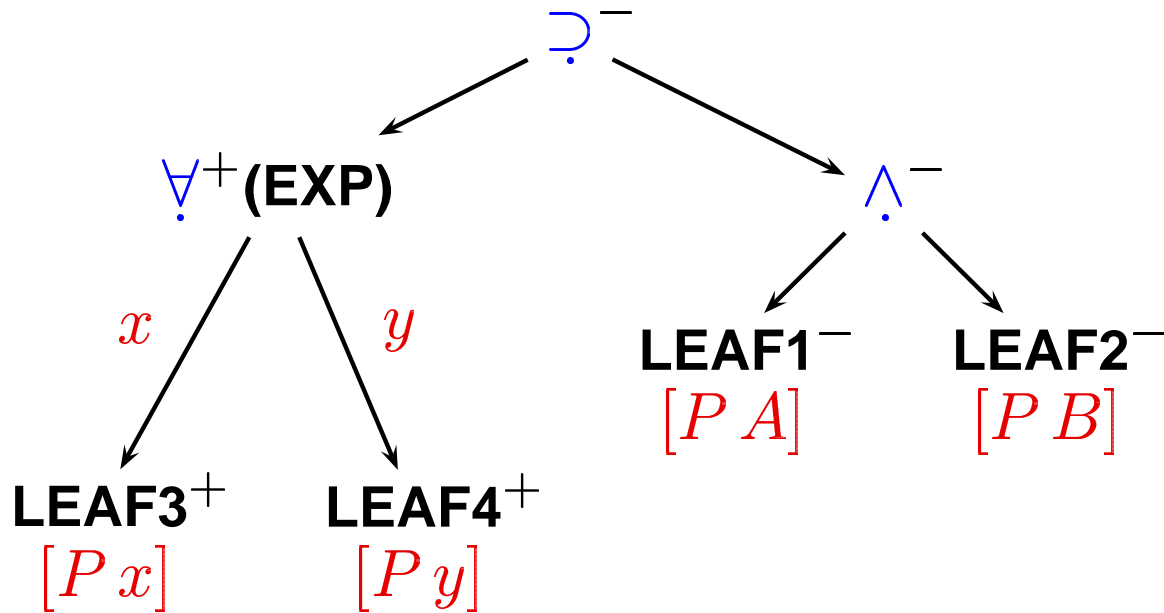 ⊃̣⁻
∀̣⁺(EXP)
∧̣⁻
x
y
LEAF1⁻
LEAF2⁻
[P A]
[P B]
LEAF3⁺
LEAF4⁺
[P x]
[P y]